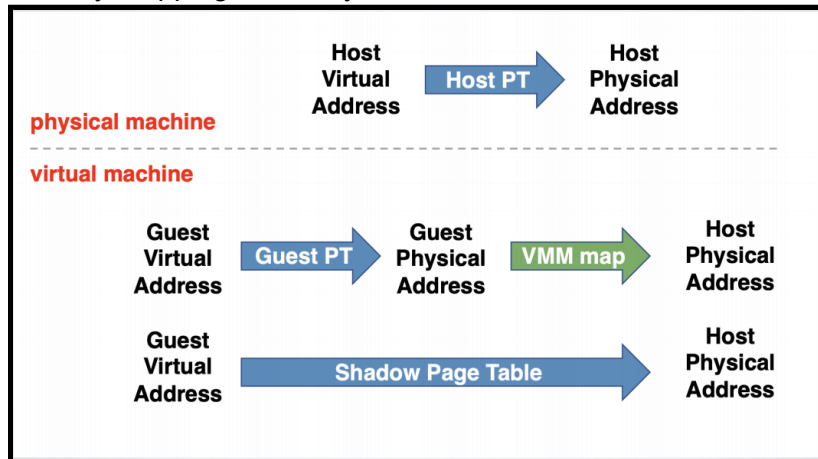 Host
Virtual
Address
Host PT
Host
Physical
Address
physical machine
virtual machine
Guest
Virtual
Address
Guest PT
Guest
Physical
Address
VMM map
Host
Physical
Address
Guest
Virtual
Address
Shadow Page Table
Host
Physical
Address